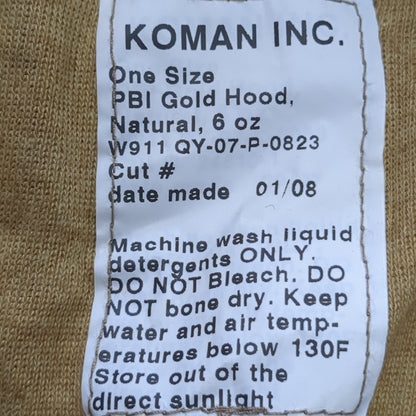 KOMAN INC.
One Size
PBI Gold Hood,
Natural, 6 oz
W911 QY-07-P-0823
Cut #
date made 01/08
Machine wash liquid
detergents ONLY.
DO NOT Bleach. DO
NOT bone dry. Keep
water and air temp-
eratures below 130F
Store out of the
direct sunlight